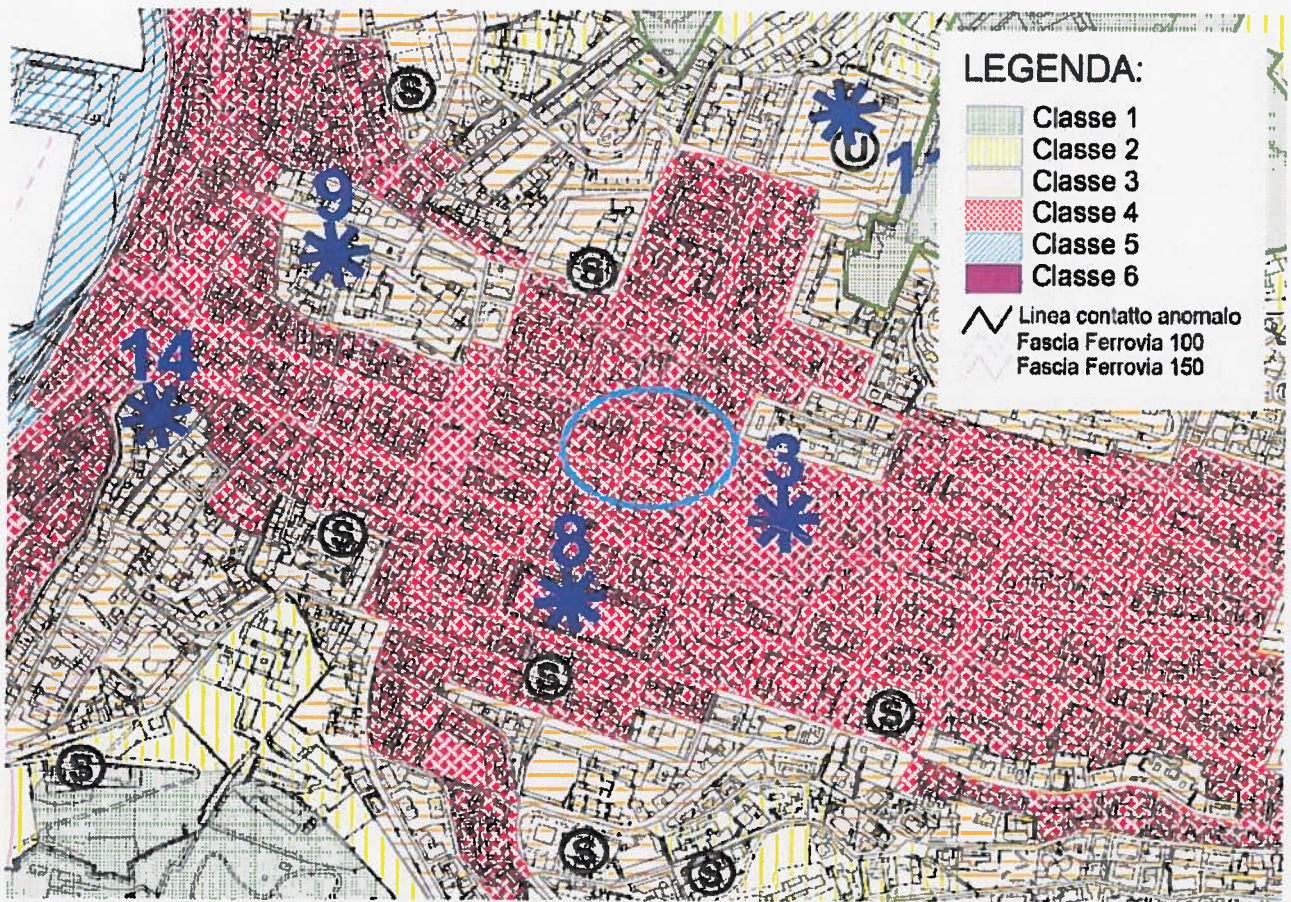 LEGENDA:
Classe 1
Classe 2
Classe 3
Classe 4
Classe 5
Classe 6
Linea contatto anomalo
Fascia Ferrovia 100
Fascia Ferrovia 150
S
U
9
S
14
3
S
8
S
S
S
S
S